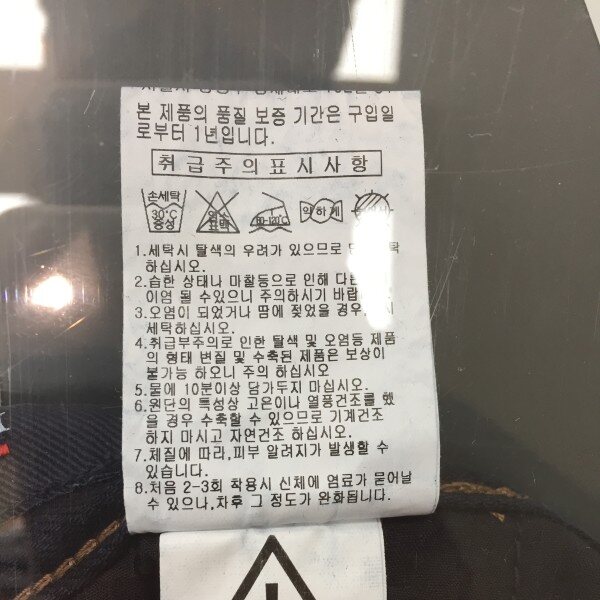 본 제품의 품질 보증 기간은 구입일
로부터 1년입니다.
취급주의표시사항
손세탁
30℃
중성
염소
표백
80-120℃
약하게
1.세탁시 탈색의 우려가 있으므로
하십시오.
2.습한 상태나 마찰등으로 인해 다른
이염 될 수있으니 주의하시기 바랍
3.오염이 되었거나 땀에 젖었을 경우
세탁하십시오.
4.취급부주의로 인한 탈색 및 오염등 제품
의 형태 변질 및 수축된 제품은 보상이
불가능 하오니 주의 하십시오
5.물에 10분이상 담가두지 마십시오.
6.원단의 특성상 고온이나 열풍건조를 했
을 경우 수축할 수 있으므로 기계건조
하지 마시고 자연건조 하십시오.
7.체질에 따라,피부 알려지가 발생할 수
있습니다.
8.처음 2-3회 착용시 신체에 염료가 묻어날
수 있으나,차후 그 정도가 완화됩니다.